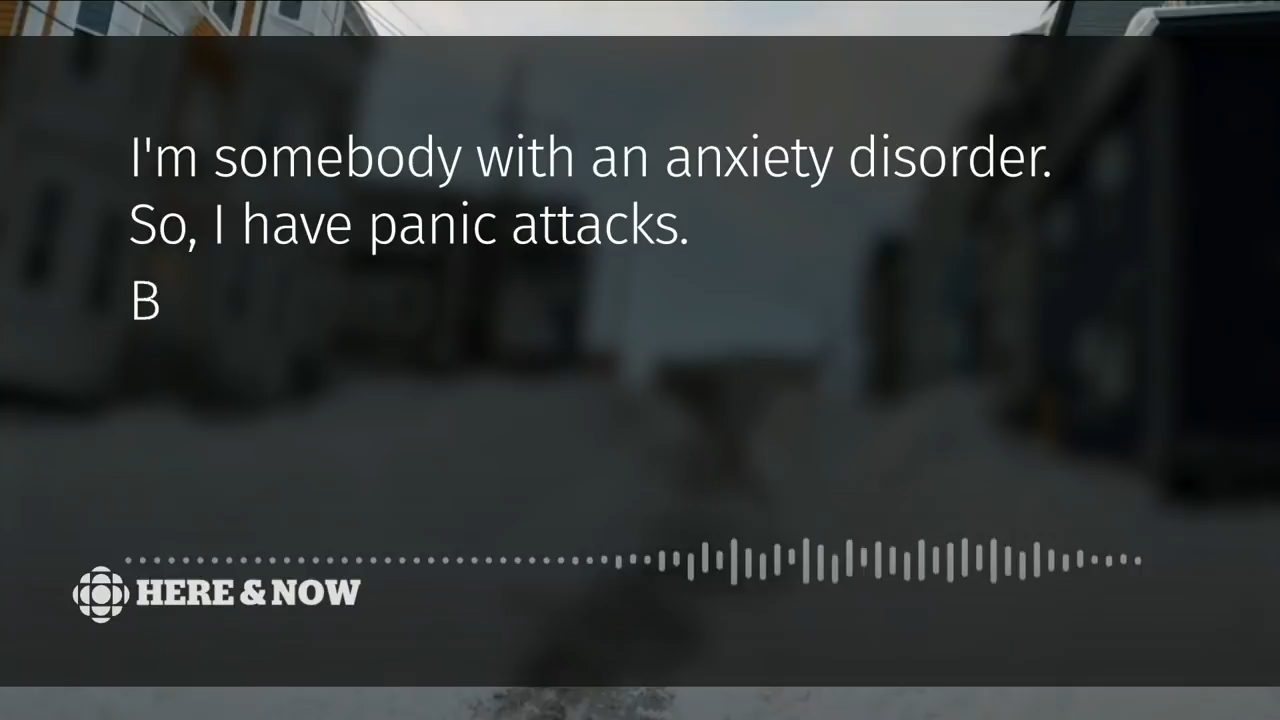 I'm somebody with an anxiety disorder.
So, I have panic attacks.
B
HERE & NOW